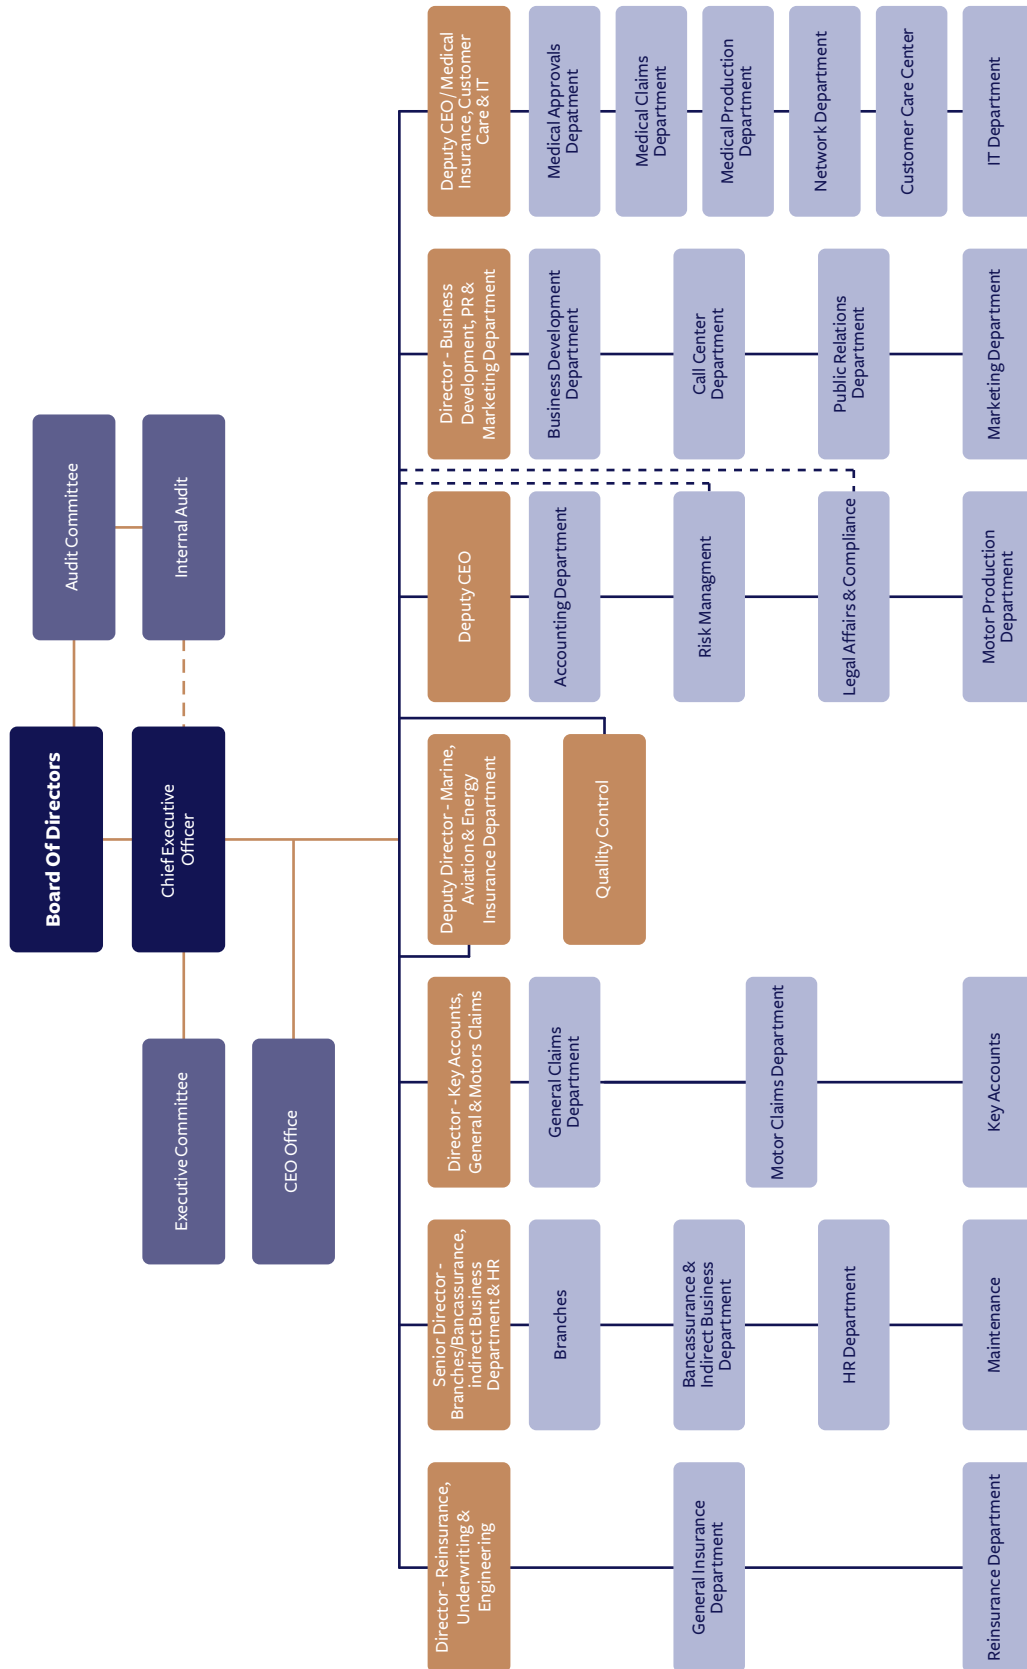 Board Of Directors
Audit Committee
Chief Executive
Officer
Internal Audit
Executive Committee
CEO Office
Director - Reinsurance,
Underwriting &
Engineering
General Insurance
Department
Reinsurance Department
Senior Director -
Branches/Bancassurance,
indirect Business
Department & HR
Branches
Bancassurance &
Indirect Business
Department
HR Department
Maintenance
Director - Key Accounts,
General & Motors Claims
General Claims
Department
Motor Claims Department
Key Accounts
Deputy Director - Marine,
Aviation & Energy
Insurance Department
Quallity Control
Deputy CEO
Accounting Department
Risk Managment
Legal Affairs & Compliance
Motor Production
Department
Director - Business
Development, PR &
Marketing Department
Business Development
Department
Call Center
Department
Public Relations
Department
Marketing Department
Deputy CEO / Medical
Insurance, Customer
Care & IT
Medical Approvals
Depatment
Medical Claims
Department
Medical Production
Department
Network Department
Customer Care Center
IT Department